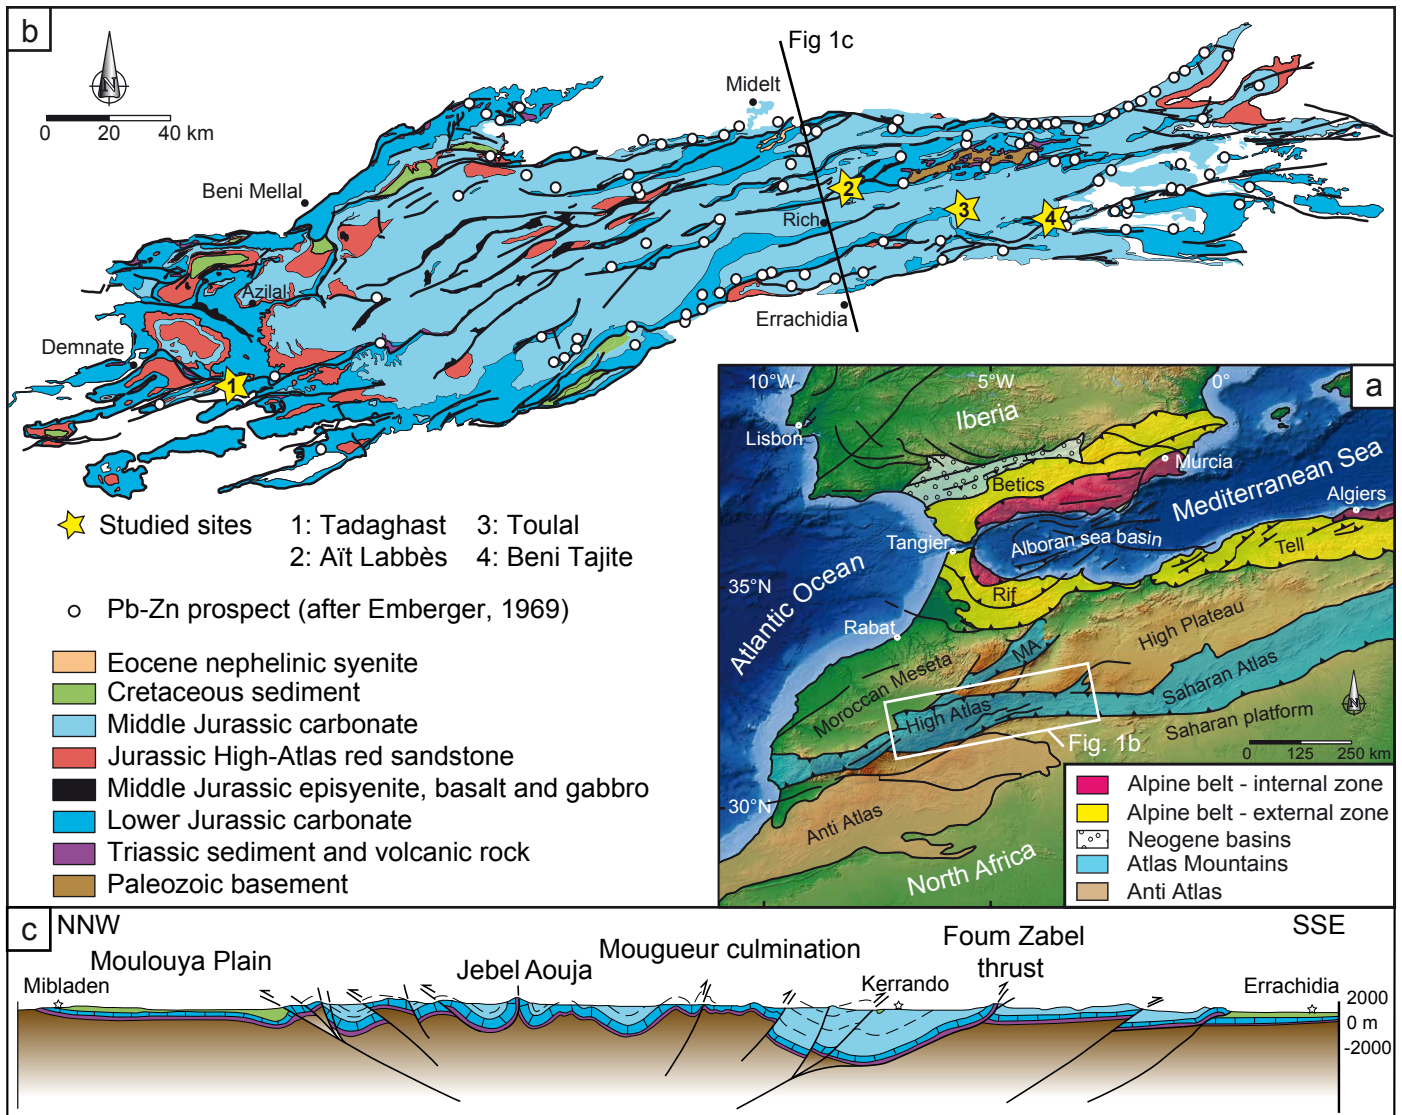 b
N
0 20 40 km
Fig 1c
Midelt
Beni Mellal
2
3
4
Rich
Azilal
Errachidia
Demnate
1
Studied sites
1: Tadaghast
3: Toulal
2: Aït Labbès
4: Beni Tajite
Pb-Zn prospect (after Emberger, 1969)
Eocene nephelinic syenite
Cretaceous sediment
Middle Jurassic carbonate
Jurassic High-Atlas red sandstone
Middle Jurassic episyenite, basalt and gabbro
Lower Jurassic carbonate
Triassic sediment and volcanic rock
Paleozoic basement
a
10°W
5°W
0°
Iberia
Lisbon
Murcia
Betics
Mediterranean Sea
Algiers
Tangier
Alboran sea basin
Tell
Atlantic Ocean
35°N
Rif
Rabat
High Plateau
MA
Moroccan Meseta
Saharan Atlas
High Atlas
Saharan platform
N
Fig. 1b
0 125 250 km
30°N
Anti Atlas
North Africa
Alpine belt - internal zone
Alpine belt - external zone
Neogene basins
Atlas Mountains
Anti Atlas
c
NNW
SSE
Moulouya Plain
Mougueur culmination
Foum Zabel
thrust
Jebel Aouja
Mibladen
Kerrando
Errachidia
2000
0 m
-2000